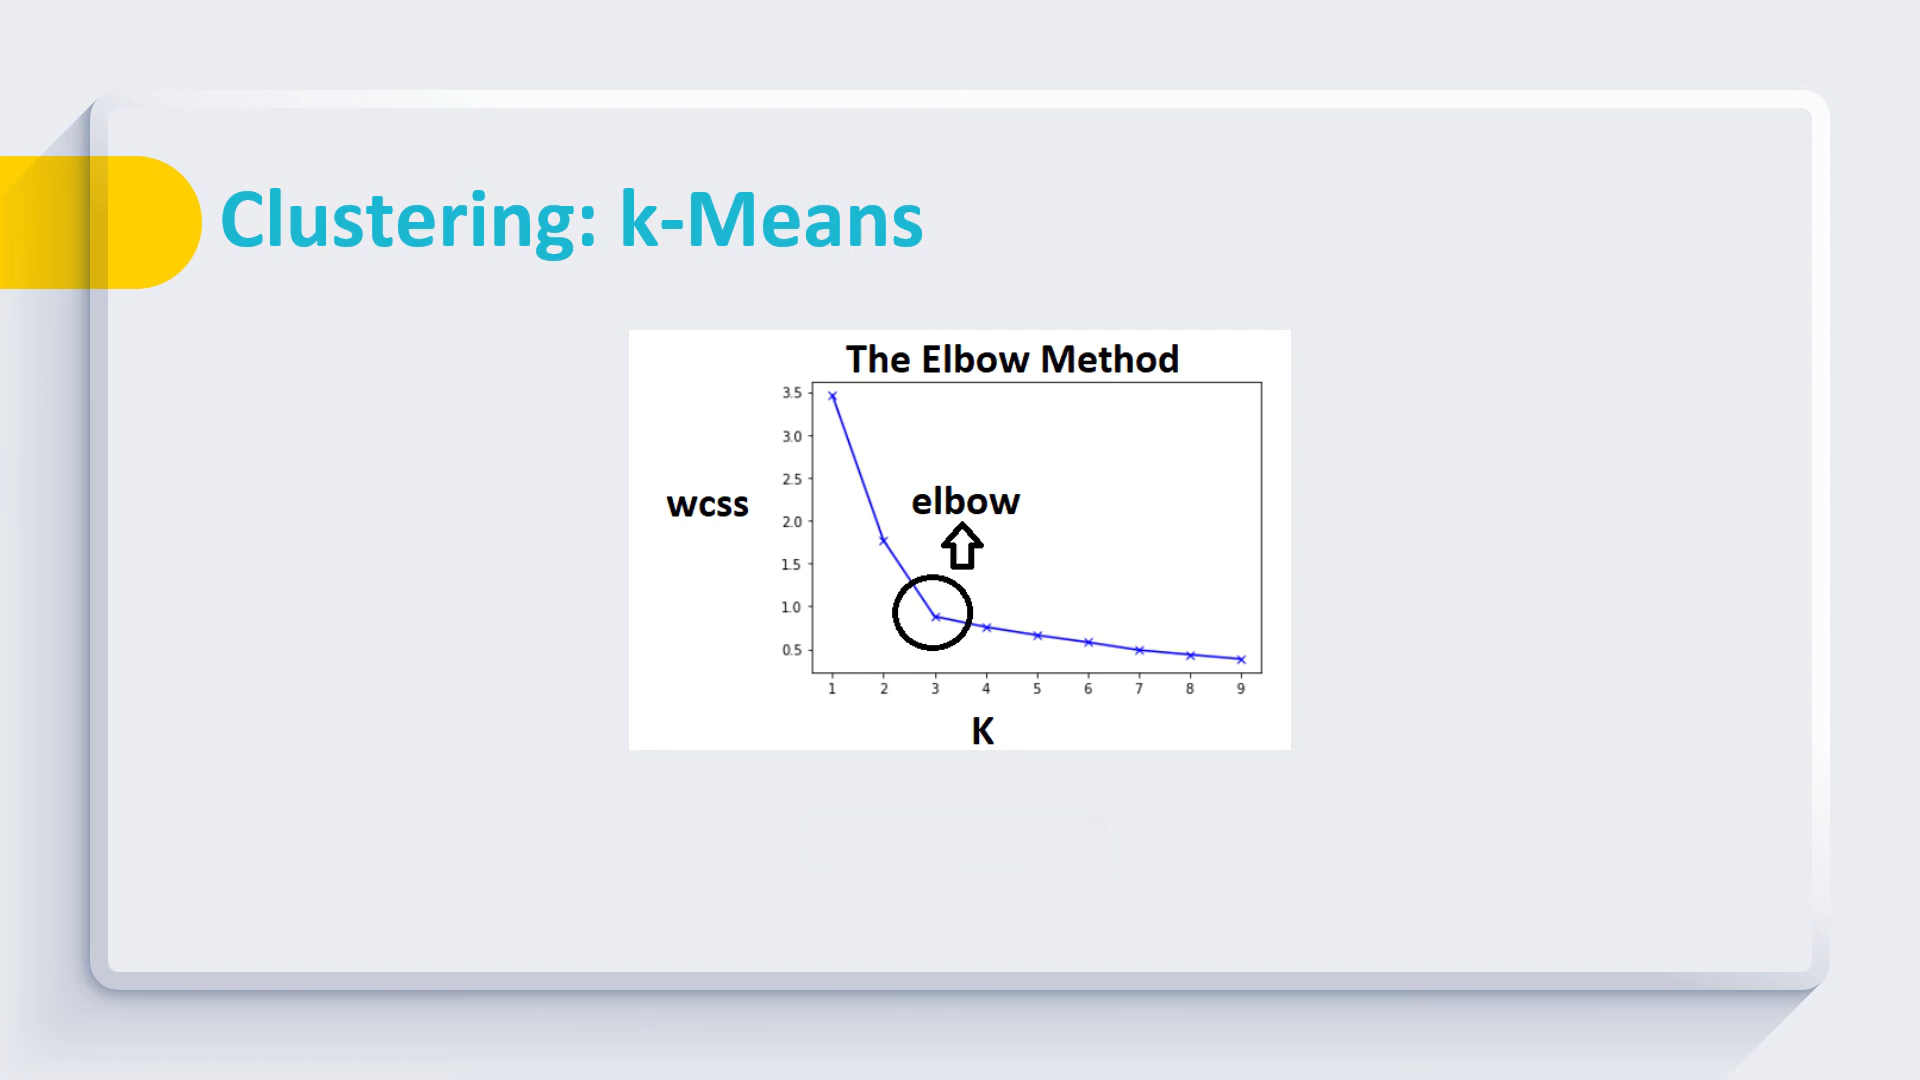 Clustering: k-Means
The Elbow Method
3.5
3.0
2.5
2.0
1.5
1.0
0.5
wcss
elbow
1 2 3 4 5 6 7 8 9
K